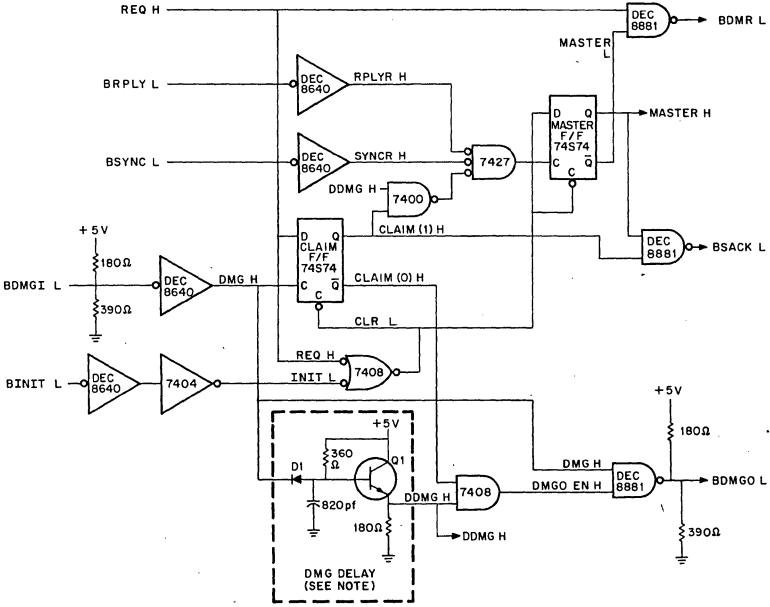 REQ H
DEC
8881
BDMR L
MASTER
L
BRPLY L
DEC
8640
RPLYR H
D Q
MASTER
F/F
74S74
C Q
C
MASTER H
BSYNC L
DEC
8640
SYNCR H
7427
DDMG H
7400
+5V
180Ω
390Ω
BDMGI L
DEC
8640
DMG H
D Q
CLAIM
F/F
74S74
C Q
C
CLAIM (1) H
CLAIM (0) H
DEC
8881
BSACK L
CLR L
REQ H
INIT L
7408
BINIT L
DEC
8640
7404
+5V
360
Ω
D1
Q1
820pf
180Ω
DDMG H
DMG DELAY
(SEE NOTE)
7408
DDMG H
DMG H
DMGO EN H
DEC
8881
+5V
180Ω
BDMGO L
390Ω